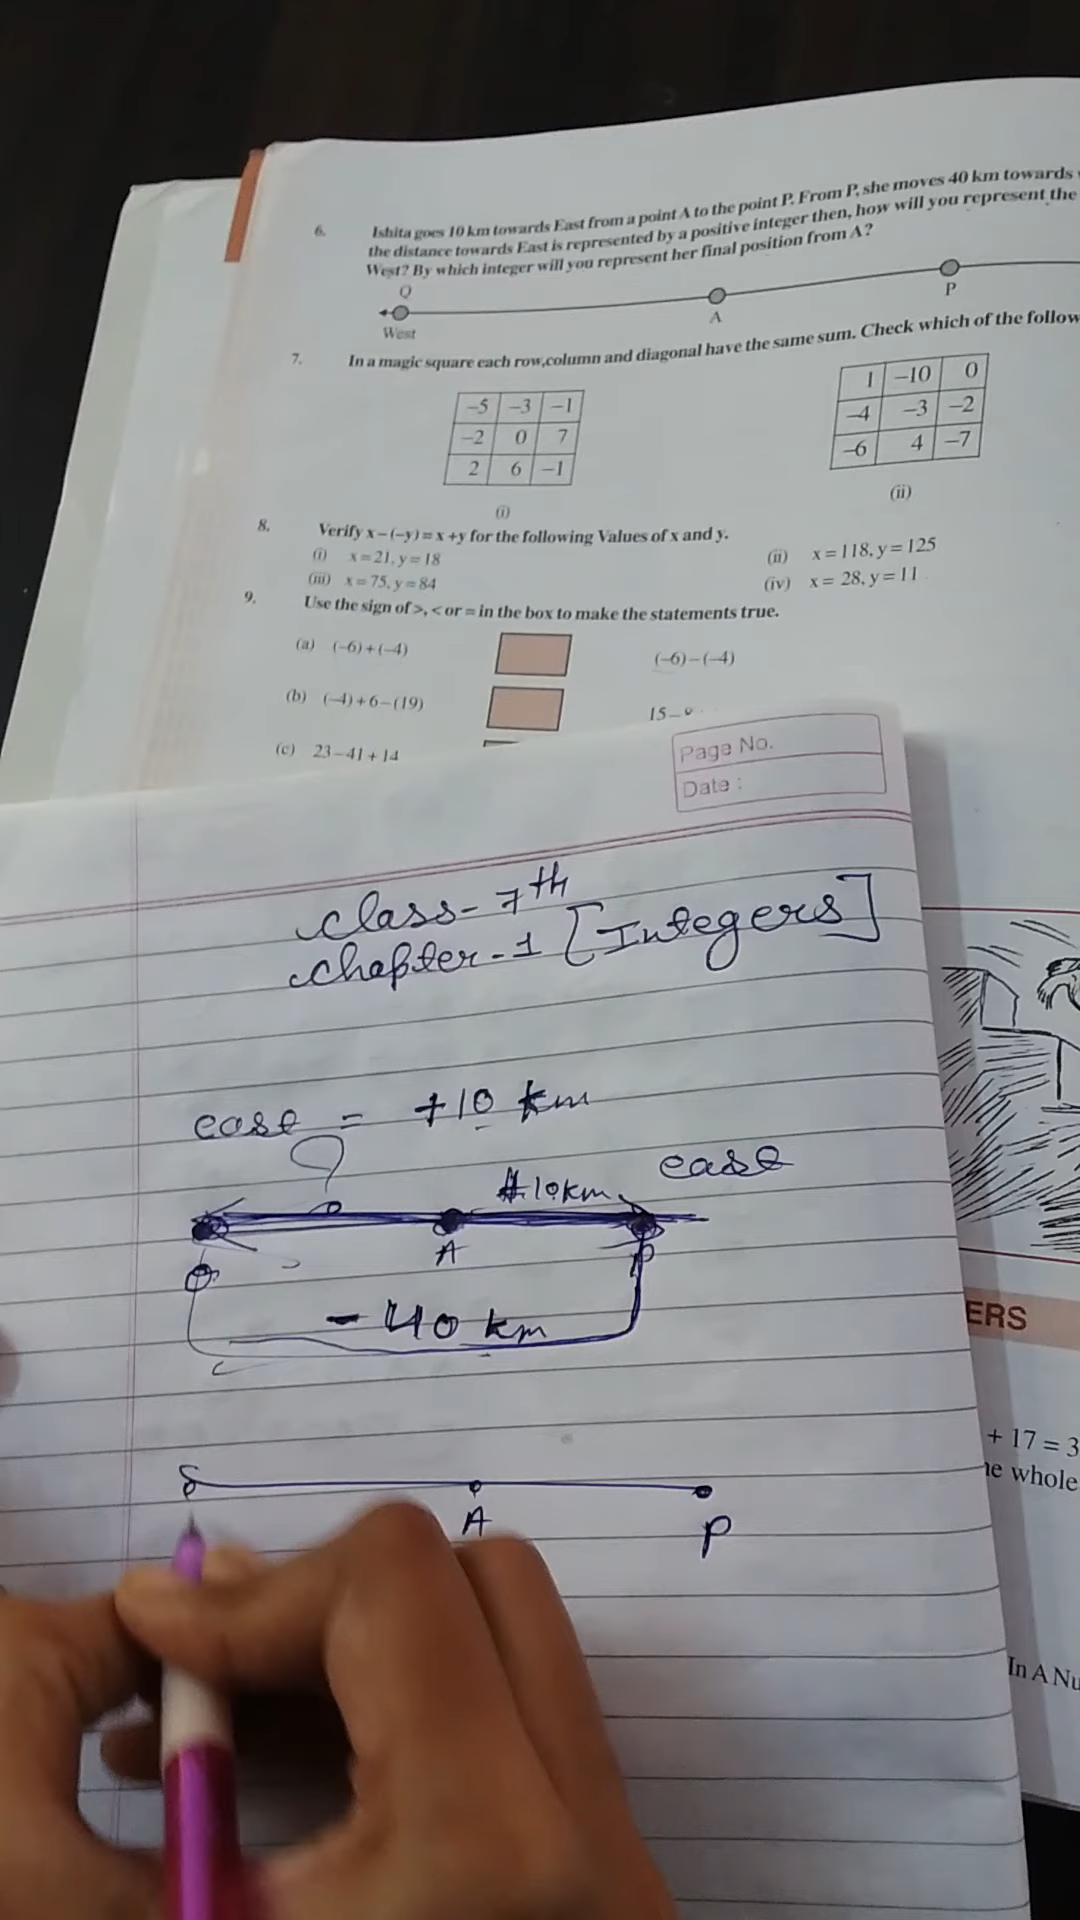 6. Ishita goes 10 km towards East from a point A to the point P. From P, she moves 40 km towards
the distance towards East is represented by a positive integer then, how will you represent the
West? By which integer will you represent her final position from A?
Q
A
P
West
7. In a magic square each row,column and diagonal have the same sum. Check which of the follow
-5 -3 -1
-2 0 7
2 6 -1
(i)
1 -10 0
-4 -3 -2
-6 4 -7
(ii)
8. Verify x-(-y)=x+y for the following Values of x and y.
(i) x=21, y=18
(ii) x=118, y=125
(iii) x=75, y=84
(iv) x=28, y=11
9. Use the sign of >, < or = in the box to make the statements true.
(a) (-6)+(-4) (-6)-(-4)
(b) (-4)+6-(19) 15-
(c) 23-41+14
Page No.
Date :
class-7th
chapter-1 [Integers]
east = +10 km
10km east
A P
-40 km
A
P
ERS
+ 17 = 3
whole
In A Nu